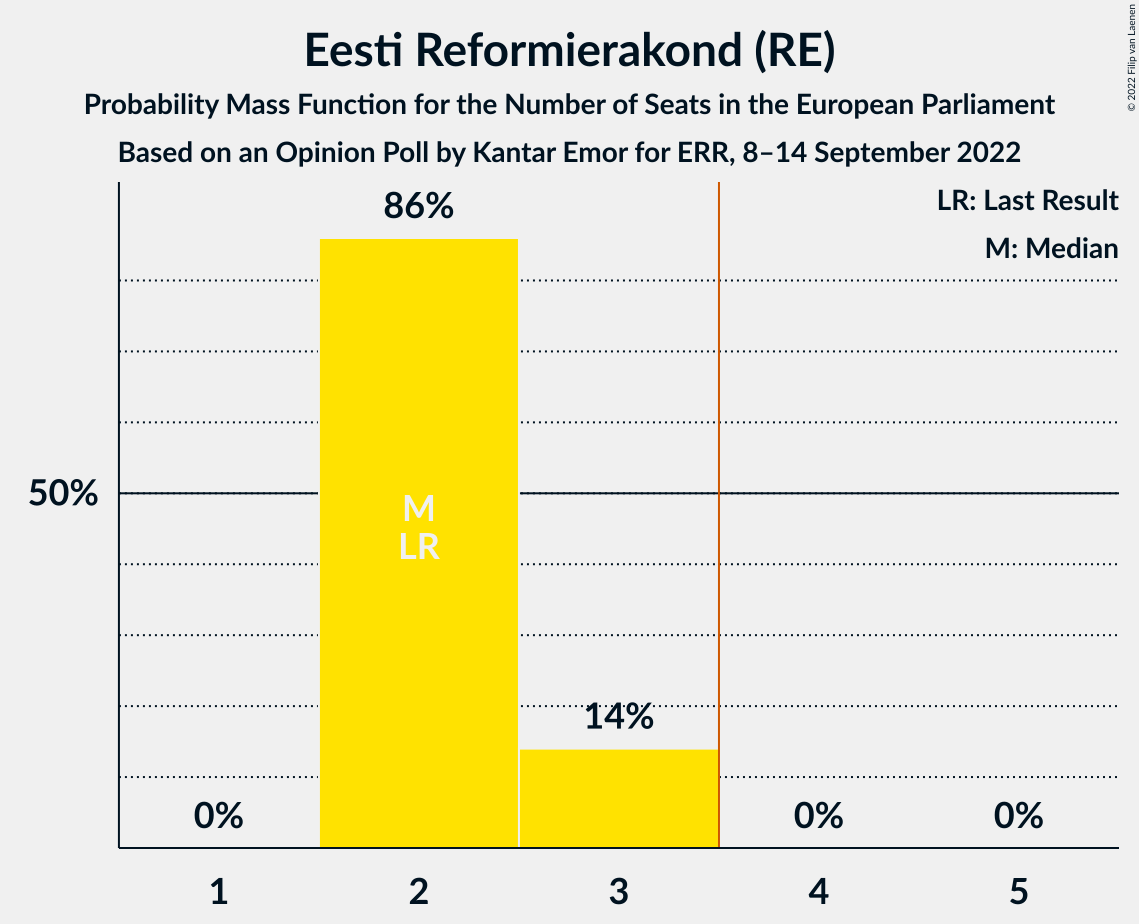 Eesti Reformierakond (RE)
Probability Mass Function for the Number of Seats in the European Parliament
Based on an Opinion Poll by Kantar Emor for ERR, 8–14 September 2022
© 2022 Filip van Laenen
LR: Last Result
M: Median
86%
50%
M
LR
14%
0%
0%
0%
1
2
3
4
5